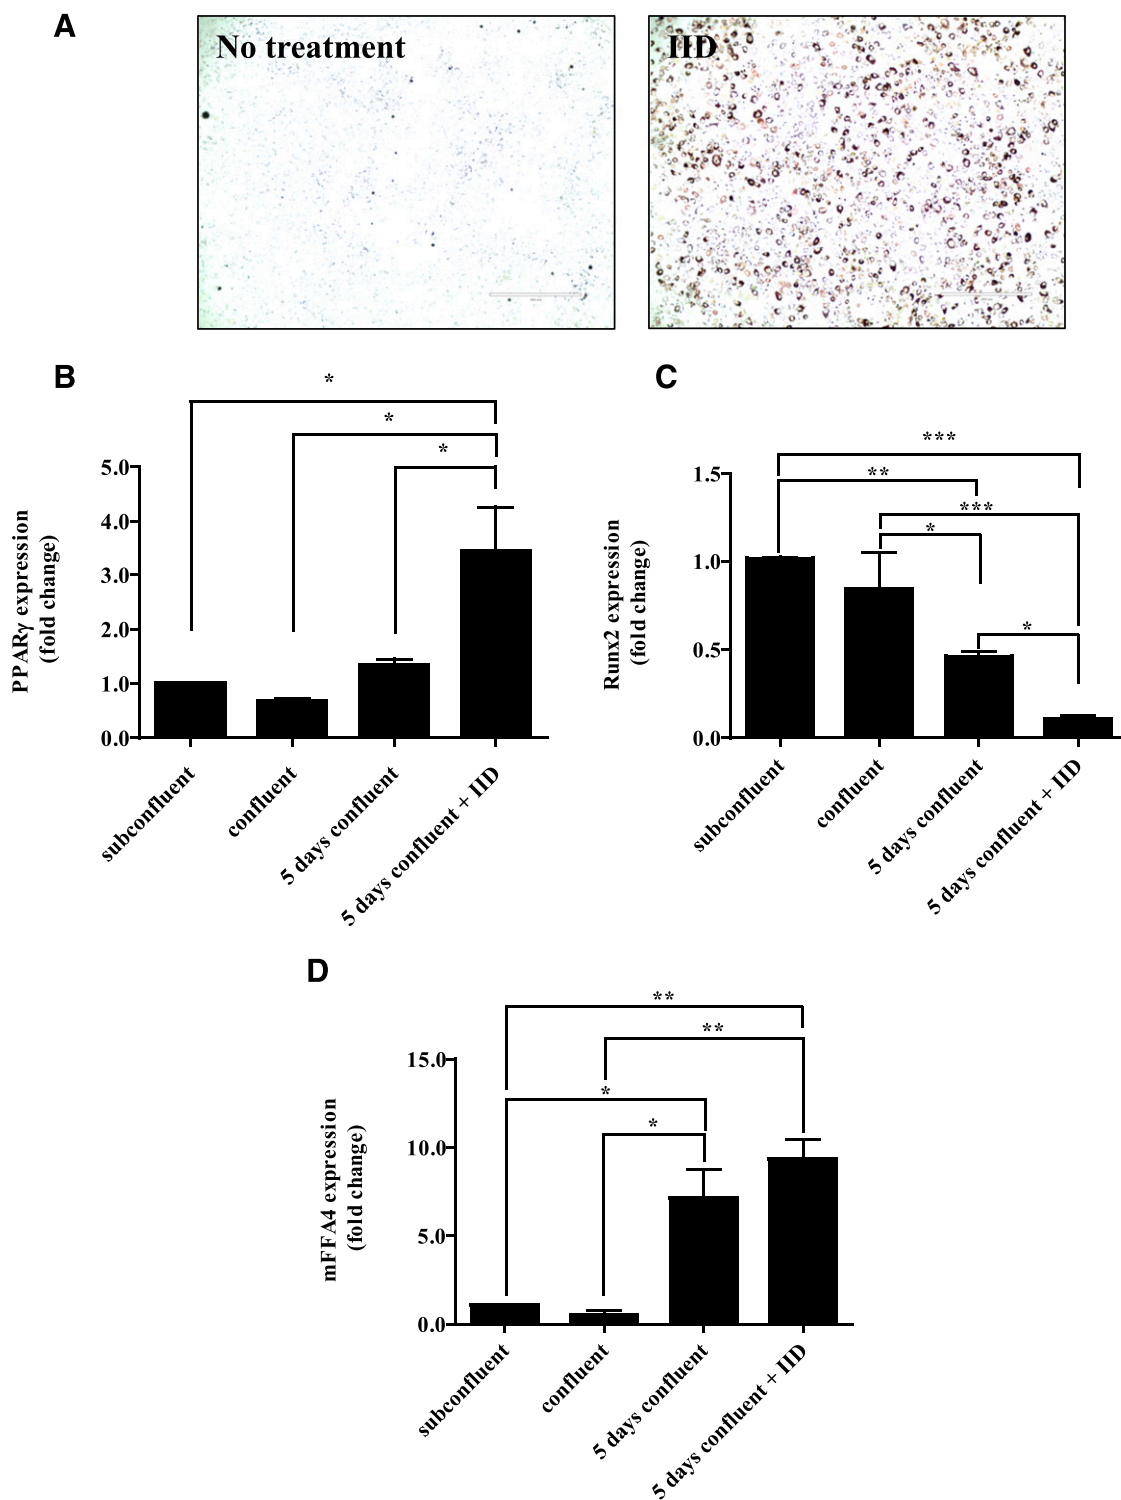 A
No treatment
IID
B
*
*
*
5.0
4.0
3.0
2.0
1.0
0.0
PPARγ expression
(fold change)
subconfluent
confluent
5 days confluent
5 days confluent + IID
C
***
**
***
*
*
1.5
1.0
0.5
0.0
Runx2 expression
(fold change)
subconfluent
confluent
5 days confluent
5 days confluent + IID
D
**
**
*
*
15.0
10.0
5.0
0.0
mFFA4 expression
(fold change)
subconfluent
confluent
5 days confluent
5 days confluent + IID